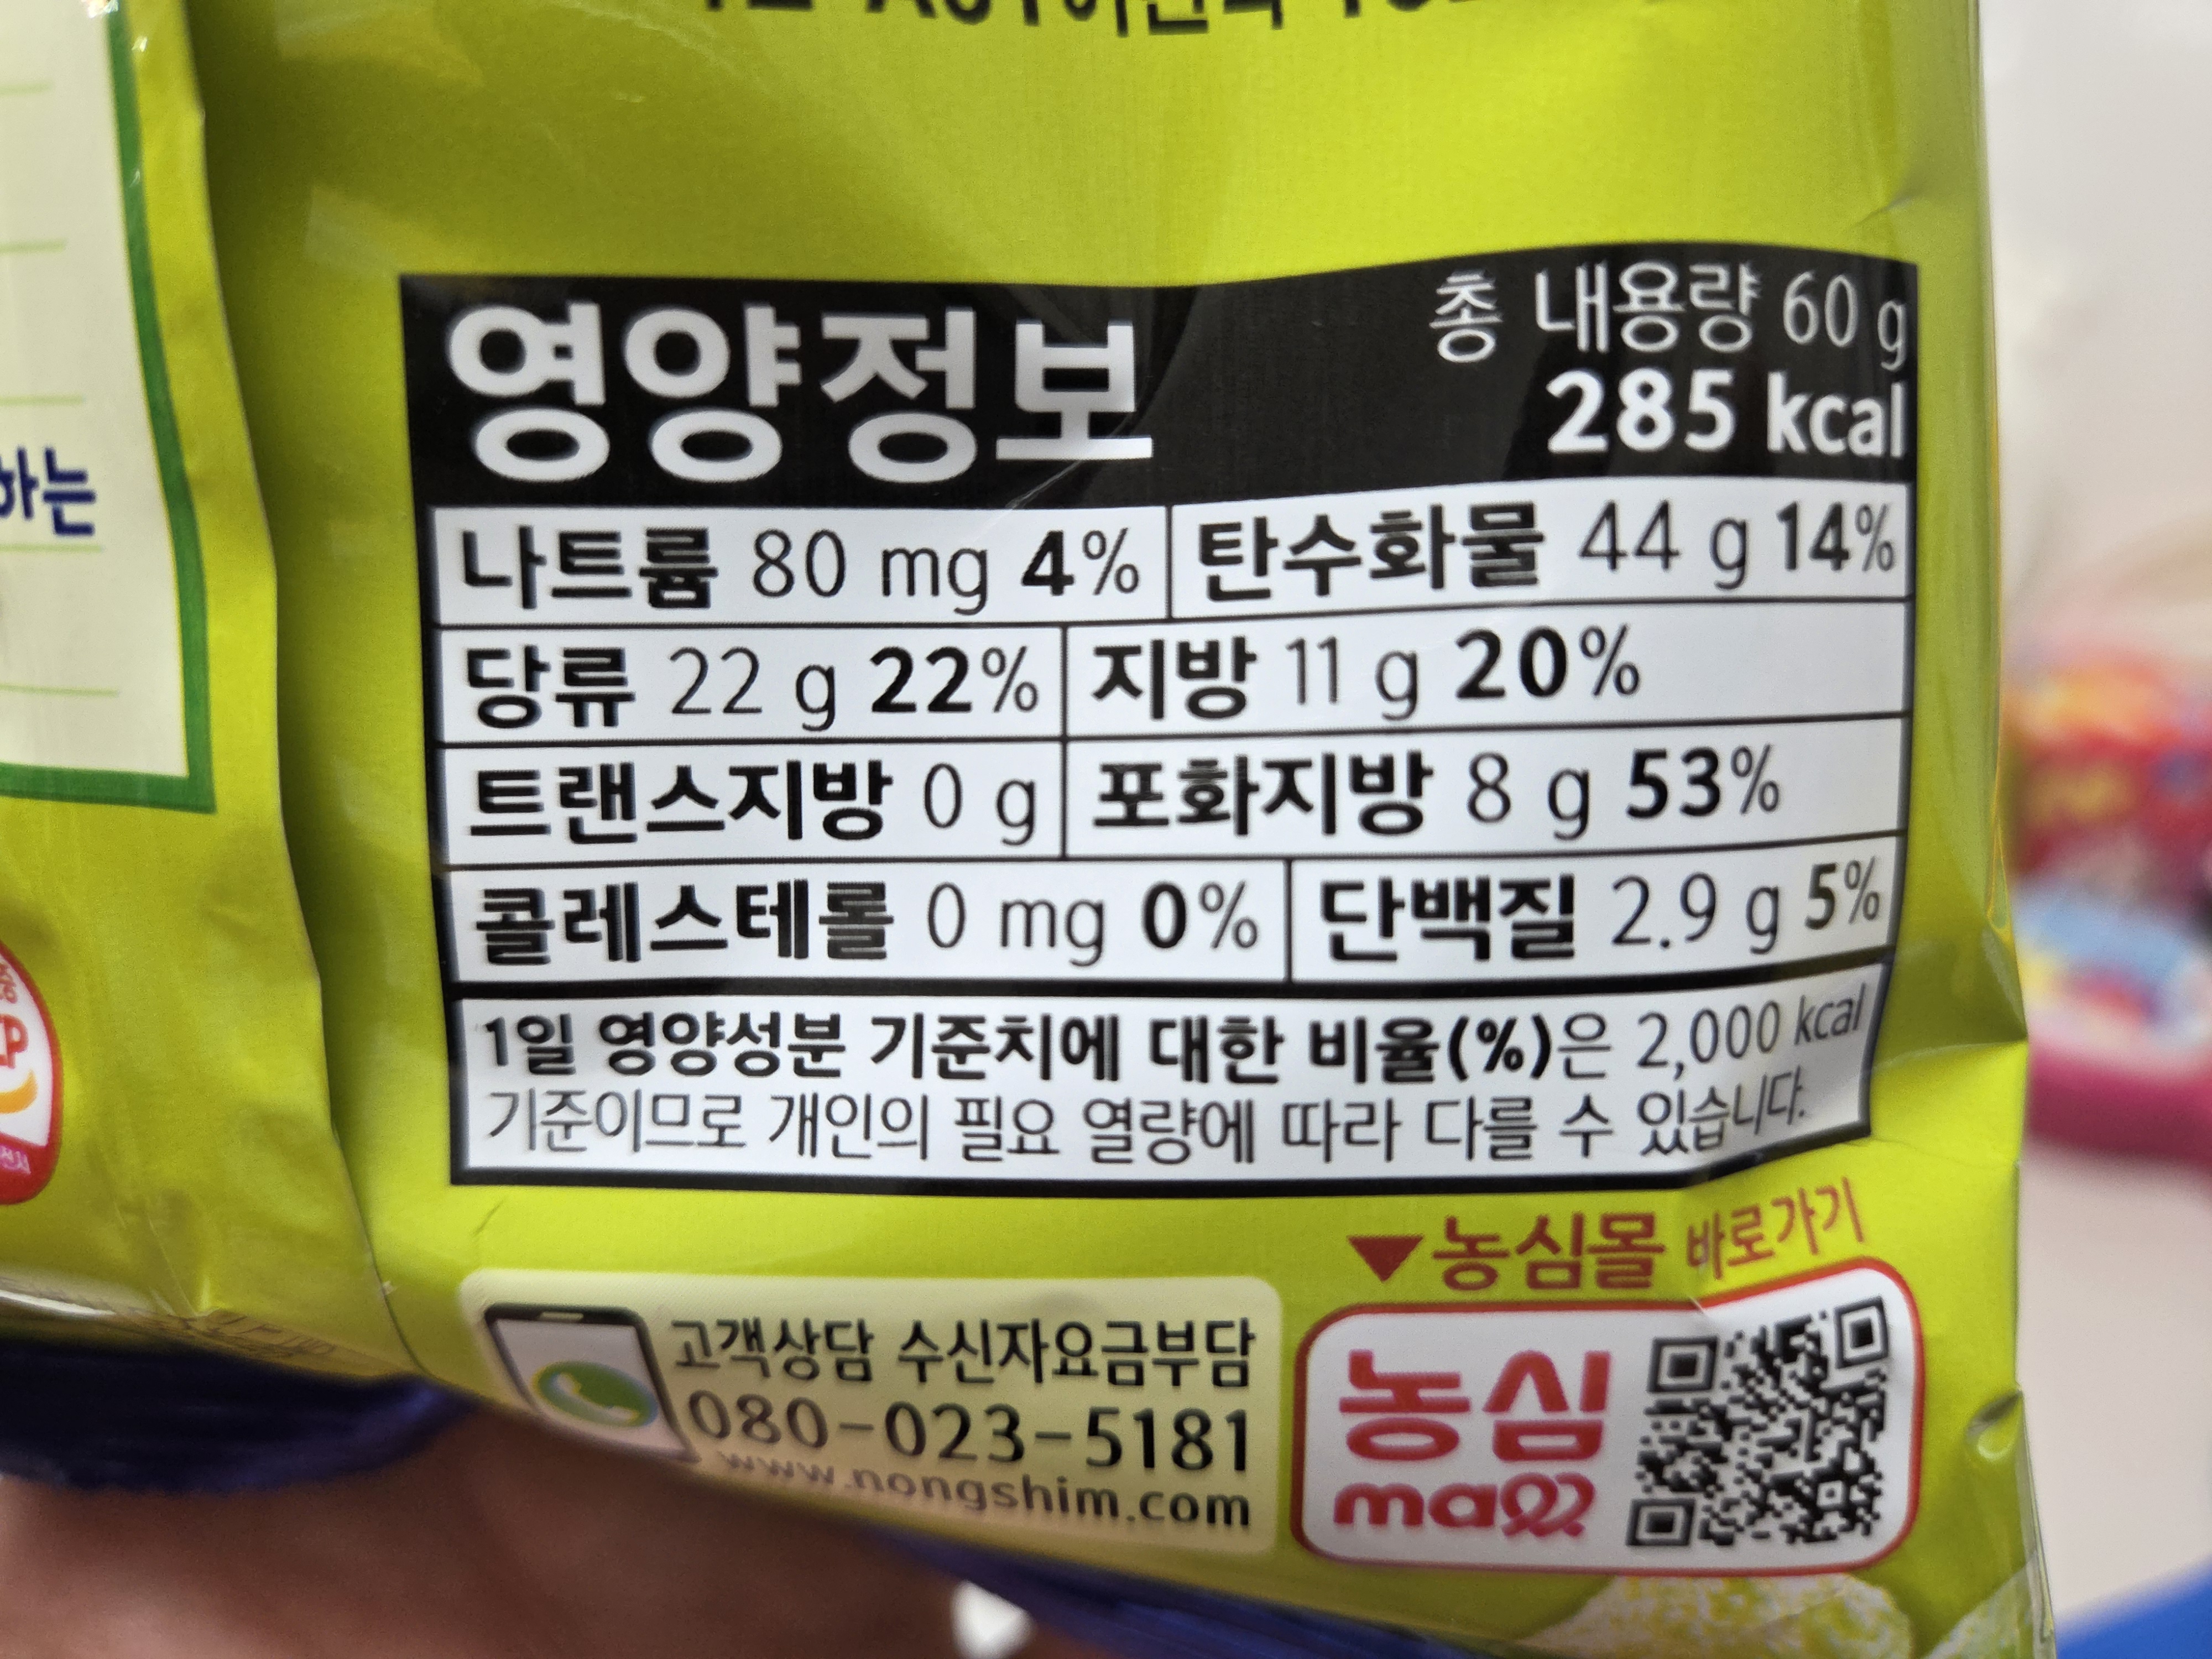 하는
영양정보
총 내용량 60 g
285 kcal
나트륨 80 mg 4% 탄수화물 44 g 14%
당류 22 g 22% 지방 11 g 20%
트랜스지방 0 g 포화지방 8 g 53%
콜레스테롤 0 mg 0% 단백질 2.9 g 5%
1일 영양성분 기준치에 대한 비율(%)은 2,000 kcal
기준이므로 개인의 필요 열량에 따라 다를 수 있습니다.
▼농심몰 바로가기
고객상담 수신자요금부담
080-023-5181
www.nongshim.com
농심
mall